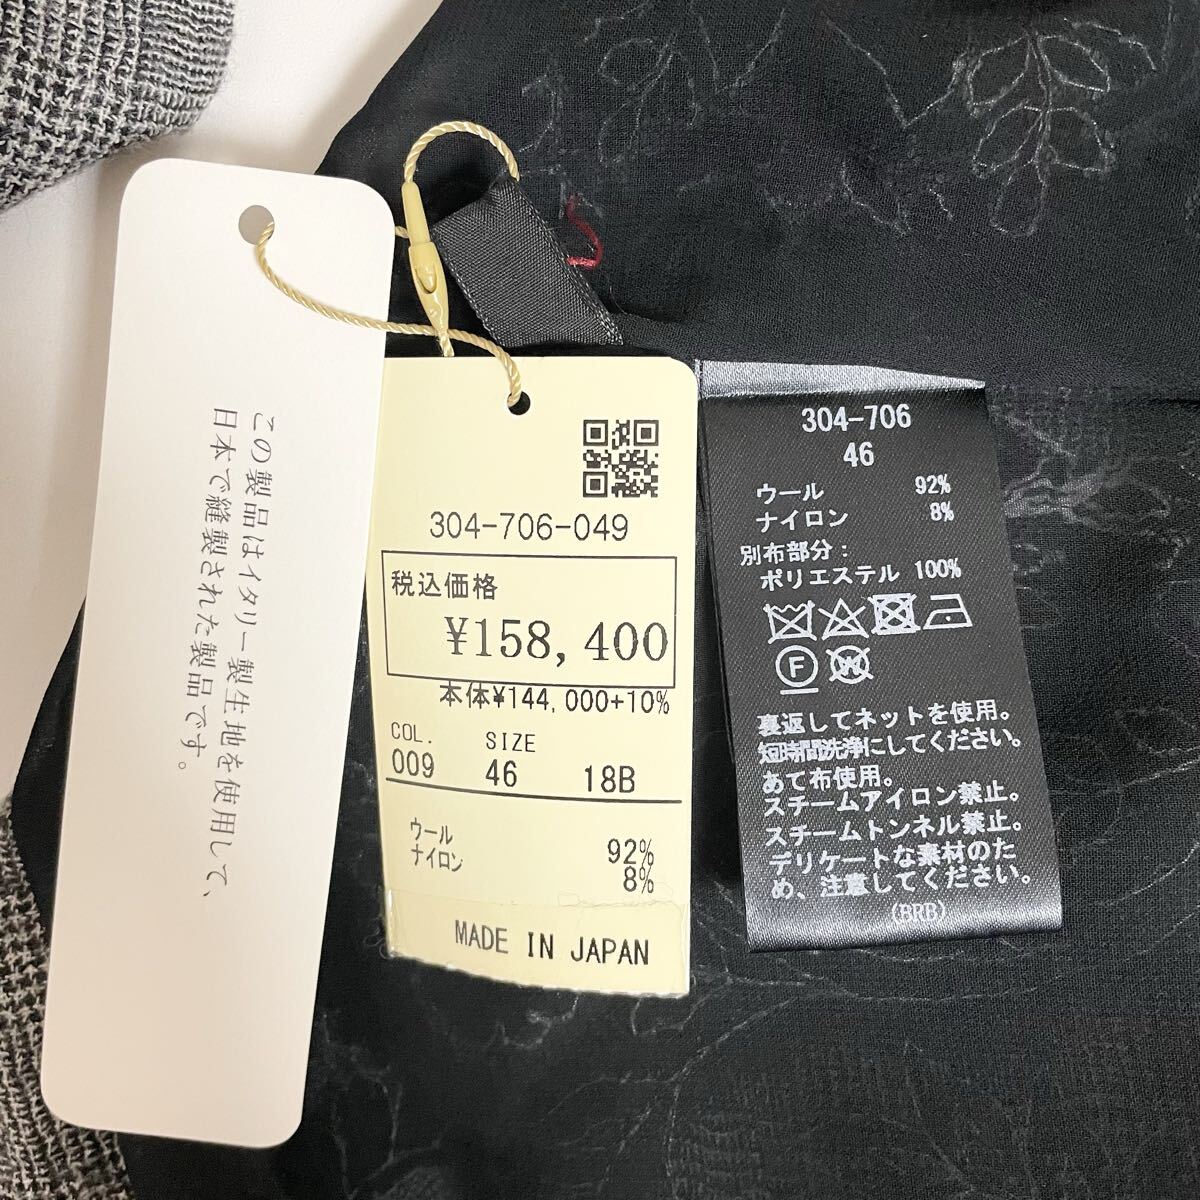 この製品はイタリー製生地を使用して、
日本で縫製された製品です。
304-706-049
税込価格
¥158,400
本体¥144,000+10%
COL. SIZE
009 46 18B
ウール 92%
ナイロン 8%
MADE IN JAPAN
304-706
46
ウール 92%
ナイロン 8%
別布部分：
ポリエステル 100%
F
W
裏返してネットを使用。
短時間洗浄にしてください。
あて布使用。
スチームアイロン禁止。
スチームトンネル禁止。
デリケートな素材のた
め、注意してください。
(BRB)